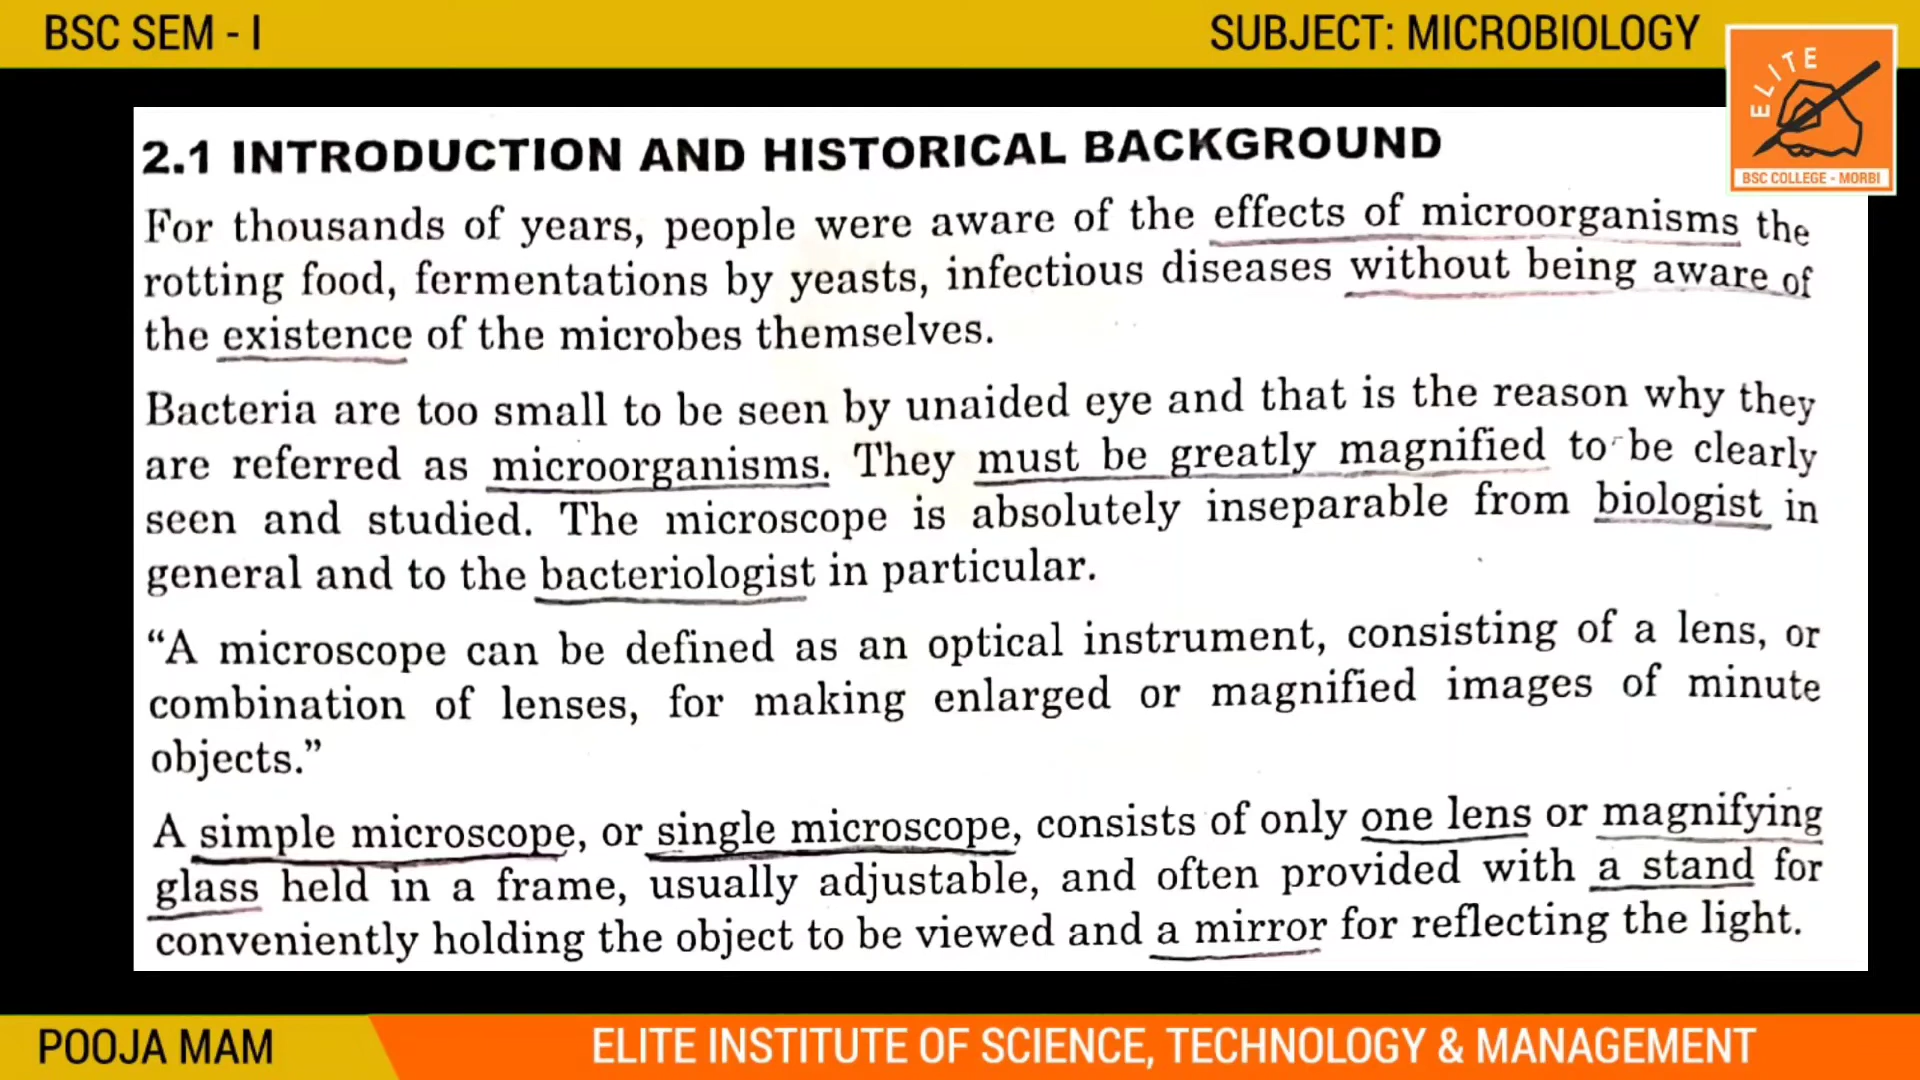 BSC SEM - I
SUBJECT: MICROBIOLOGY
ELITE
BSC COLLEGE - MORBI
2.1 INTRODUCTION AND HISTORICAL BACKGROUND
For thousands of years, people were aware of the effects of microorganisms the
rotting food, fermentations by yeasts, infectious diseases without being aware of
the existence of the microbes themselves.
Bacteria are too small to be seen by unaided eye and that is the reason why they
are referred as microorganisms. They must be greatly magnified to be clearly
seen and studied. The microscope is absolutely inseparable from biologist in
general and to the bacteriologist in particular.
“A microscope can be defined as an optical instrument, consisting of a lens, or
combination of lenses, for making enlarged or magnified images of minute
objects.”
A simple microscope, or single microscope, consists of only one lens or magnifying
glass held in a frame, usually adjustable, and often provided with a stand for
conveniently holding the object to be viewed and a mirror for reflecting the light.
POOJA MAM
ELITE INSTITUTE OF SCIENCE, TECHNOLOGY & MANAGEMENT